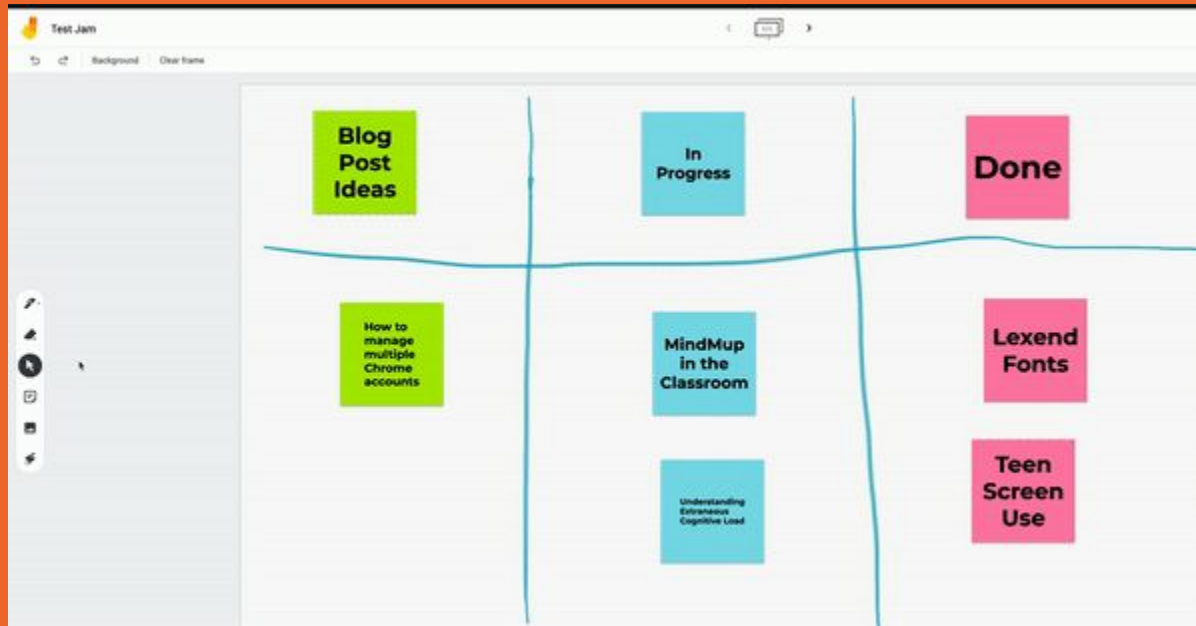 Test Jam
Background
Clear frame
Blog
Post
Ideas
In
Progress
Done
How to
manage
multiple
Chrome
accounts
MindMup
in the
Classroom
Understanding
Extraneous
Cognitive Load
Lexend
Fonts
Teen
Screen
Use